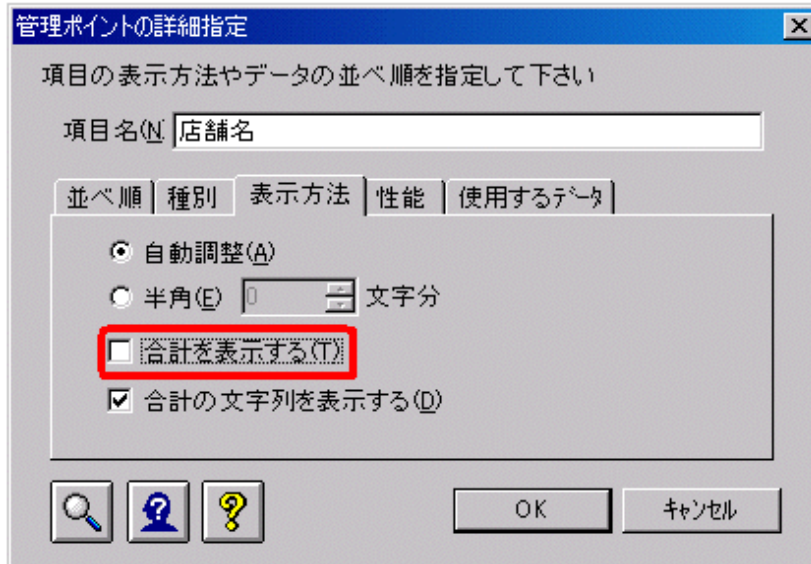 管理ポイントの詳細指定
項目の表示方法やデータの並べ順を指定して下さい
項目名(N) 店舗名
並べ順 種別 表示方法 性能 使用するデータ
自動調整(A)
半角(E) 0 文字分
合計を表示する(T)
合計の文字列を表示する(D)
OK キャンセル